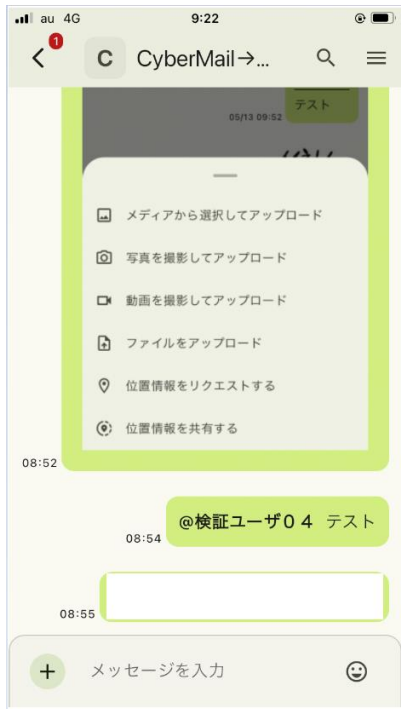 au 4G
9:22
1
C CyberMail→...
テスト
05/13 09:52
メディアから選択してアップロード
写真を撮影してアップロード
動画を撮影してアップロード
ファイルをアップロード
位置情報をリクエストする
位置情報を共有する
08:52
@検証ユーザ04 テスト
08:54
08:55
+ メッセージを入力